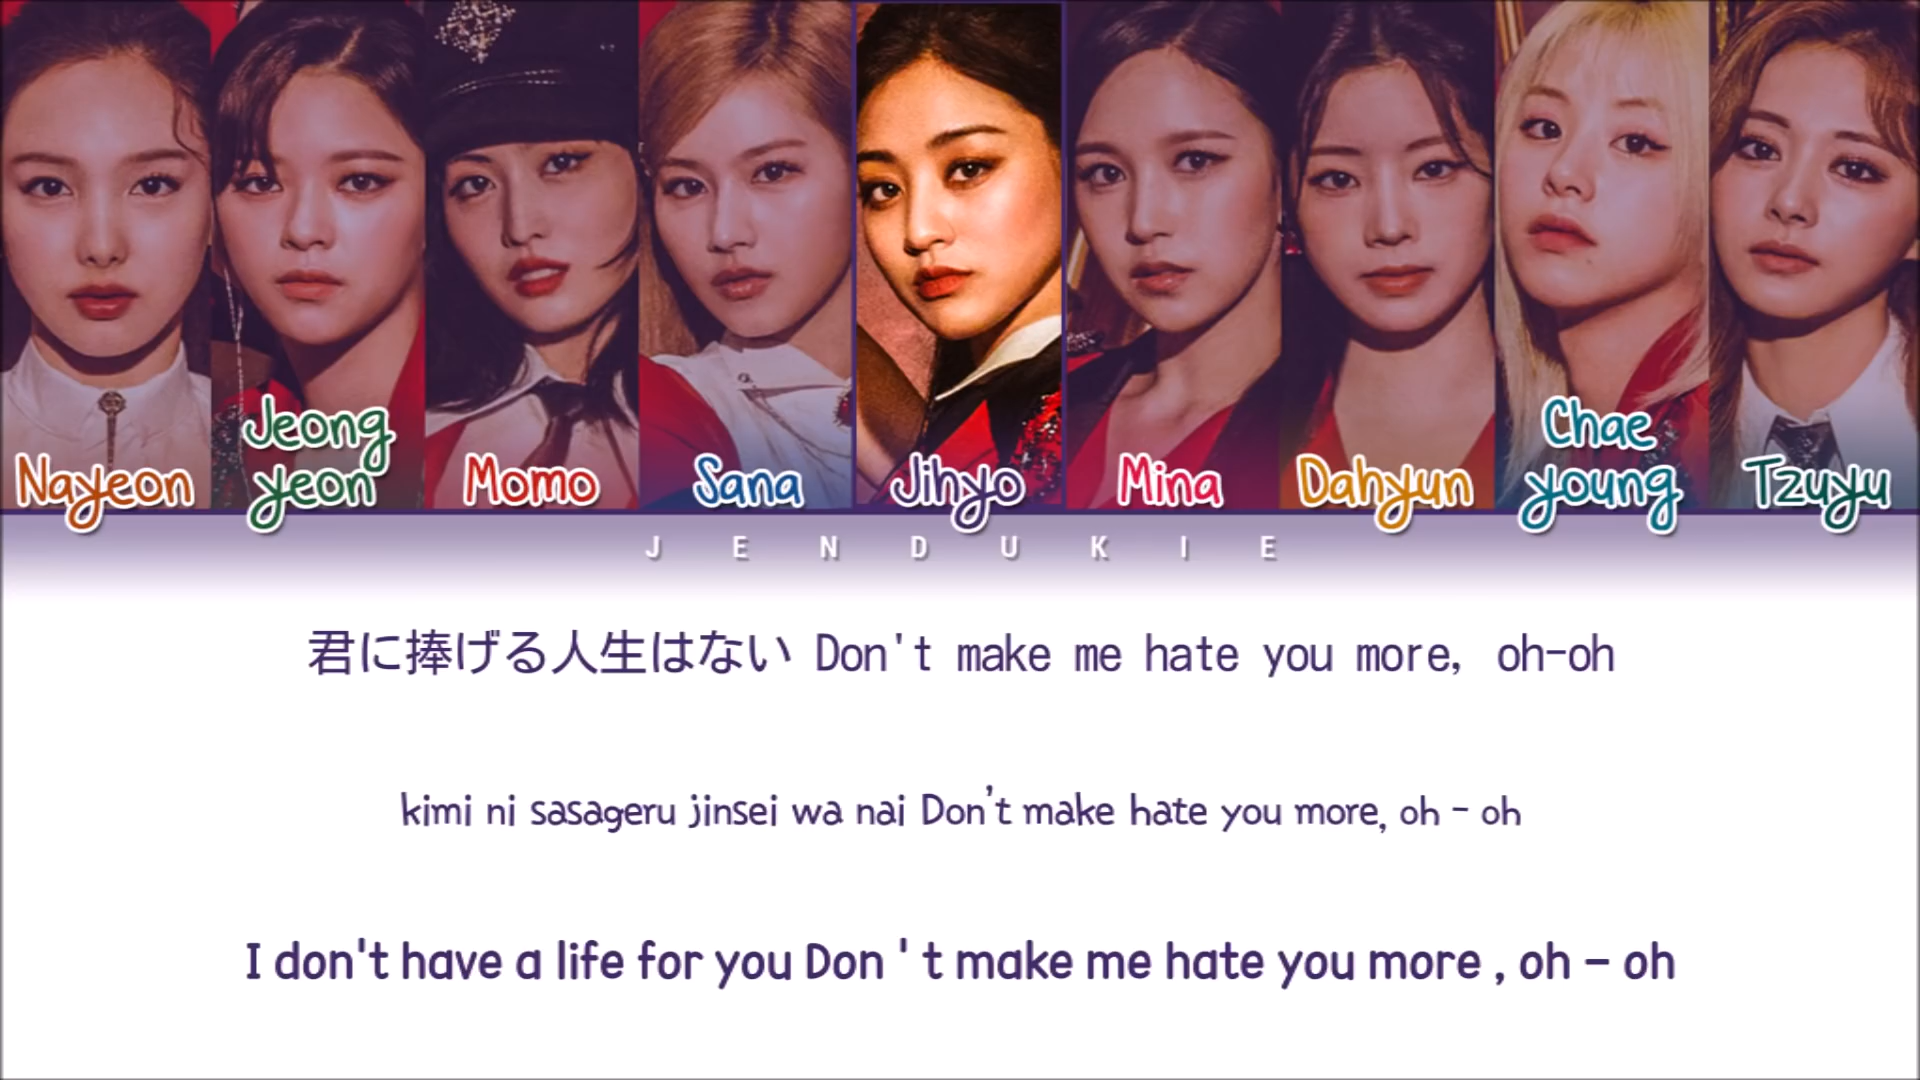 Nayeon
Jeong
yeon
Momo
Sana
Jihyo
Mina
Dahyun
Chae
young
Tzuyu
JENDUKIE
君に捧げる人生はない Don't make me hate you more, oh-oh
kimi ni sasageru jinsei wa nai Don't make hate you more, oh - oh
I don't have a life for you Don ' t make me hate you more , oh - oh